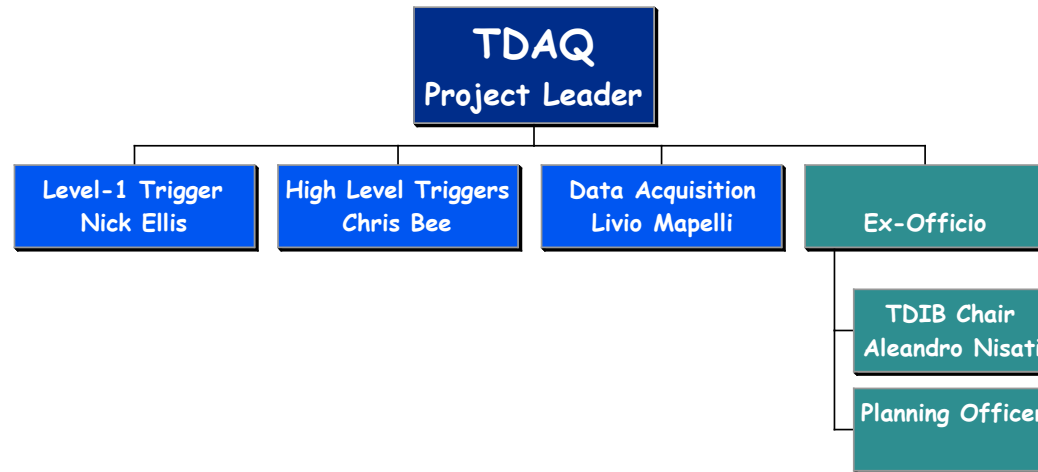 TDAQ
Project Leader
Level-1 Trigger
Nick Ellis
High Level Triggers
Chris Bee
Data Acquisition
Livio Mapelli
Ex-Officio
TDIB Chair
Aleandro Nisati
Planning Officer